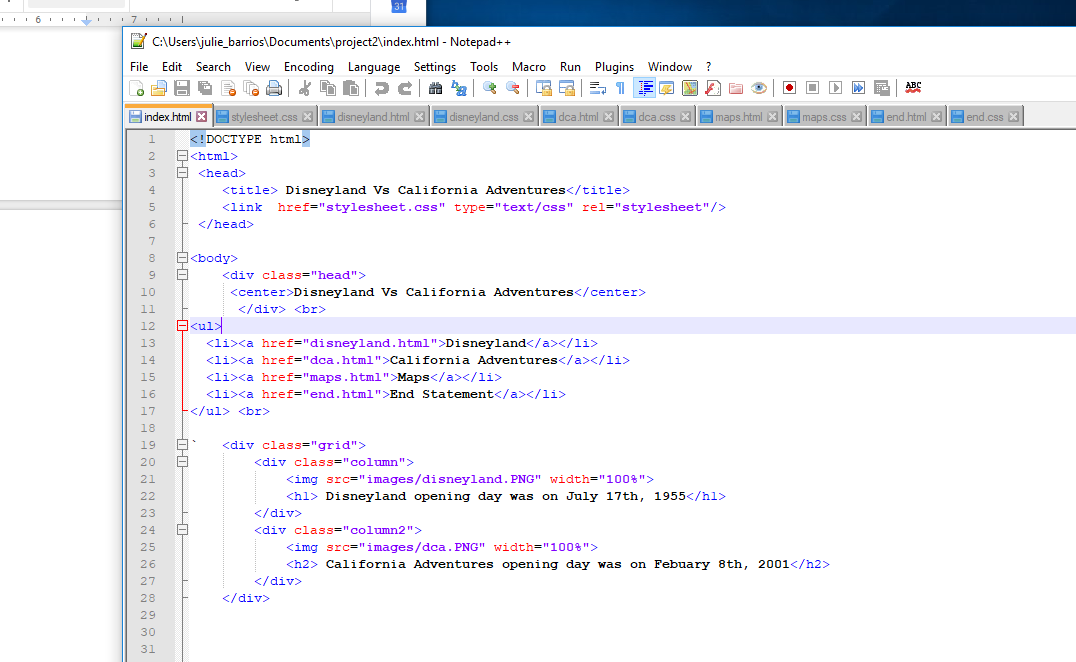 31
6 7
C:\Users\julie_barrios\Documents\project2\index.html - Notepad++
File Edit Search View Encoding Language Settings Tools Macro Run Plugins Window ?
ABC
index.html stylesheet.css disneyland.html disneyland.css dca.html dca.css maps.html maps.css end.html end.css
1 <!DOCTYPE html>
2 <html>
3 <head>
4 <title> Disneyland Vs California Adventures</title>
5 <link  href="stylesheet.css" type="text/css" rel="stylesheet"/>
6 </head>
7
8 <body>
9 <div class="head">
10 <center>Disneyland Vs California Adventures</center>
11 </div> <br>
12 <ul>
13 <li><a href="disneyland.html">Disneyland</a></li>
14 <li><a href="dca.html">California Adventures</a></li>
15 <li><a href="maps.html">Maps</a></li>
16 <li><a href="end.html">End Statement</a></li>
17 </ul> <br>
18
19 ` <div class="grid">
20 <div class="column">
21 <img src="images/disneyland.PNG" width="100%">
22 <h1> Disneyland opening day was on July 17th, 1955</h1>
23 </div>
24 <div class="column2">
25 <img src="images/dca.PNG" width="100%">
26 <h2> California Adventures opening day was on Febuary 8th, 2001</h2>
27 </div>
28 </div>
29
30
31